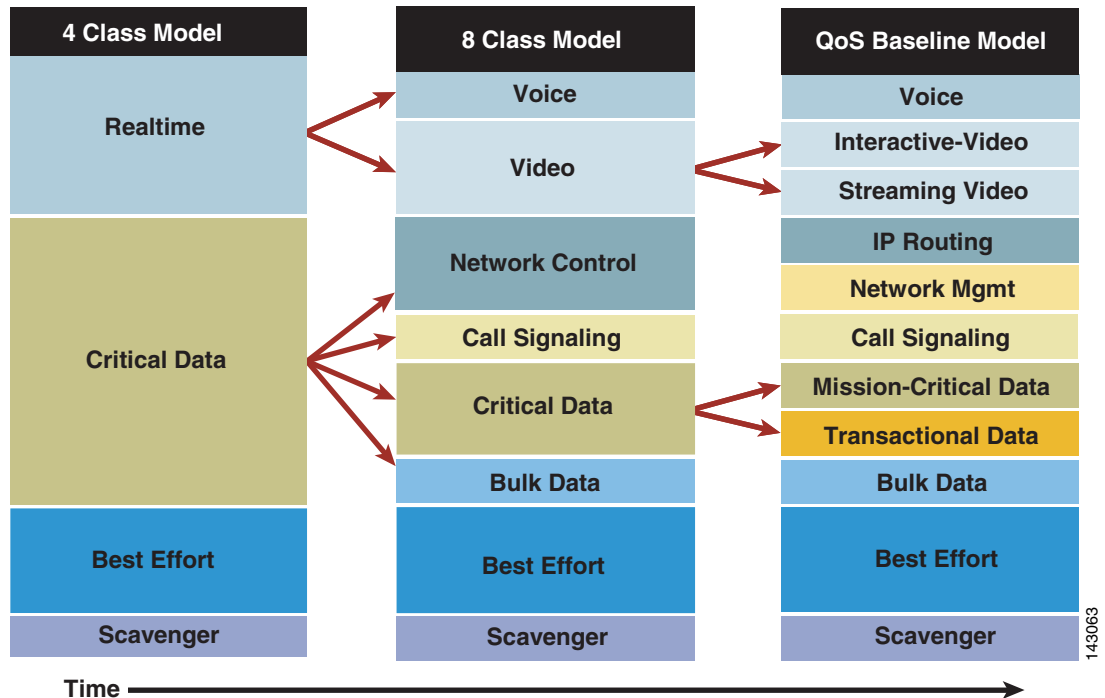 4 Class Model
Realtime
Critical Data
Best Effort
Scavenger
8 Class Model
Voice
Video
Network Control
Call Signaling
Critical Data
Bulk Data
Best Effort
Scavenger
QoS Baseline Model
Voice
Interactive-Video
Streaming Video
IP Routing
Network Mgmt
Call Signaling
Mission-Critical Data
Transactional Data
Bulk Data
Best Effort
Scavenger
Time
143063